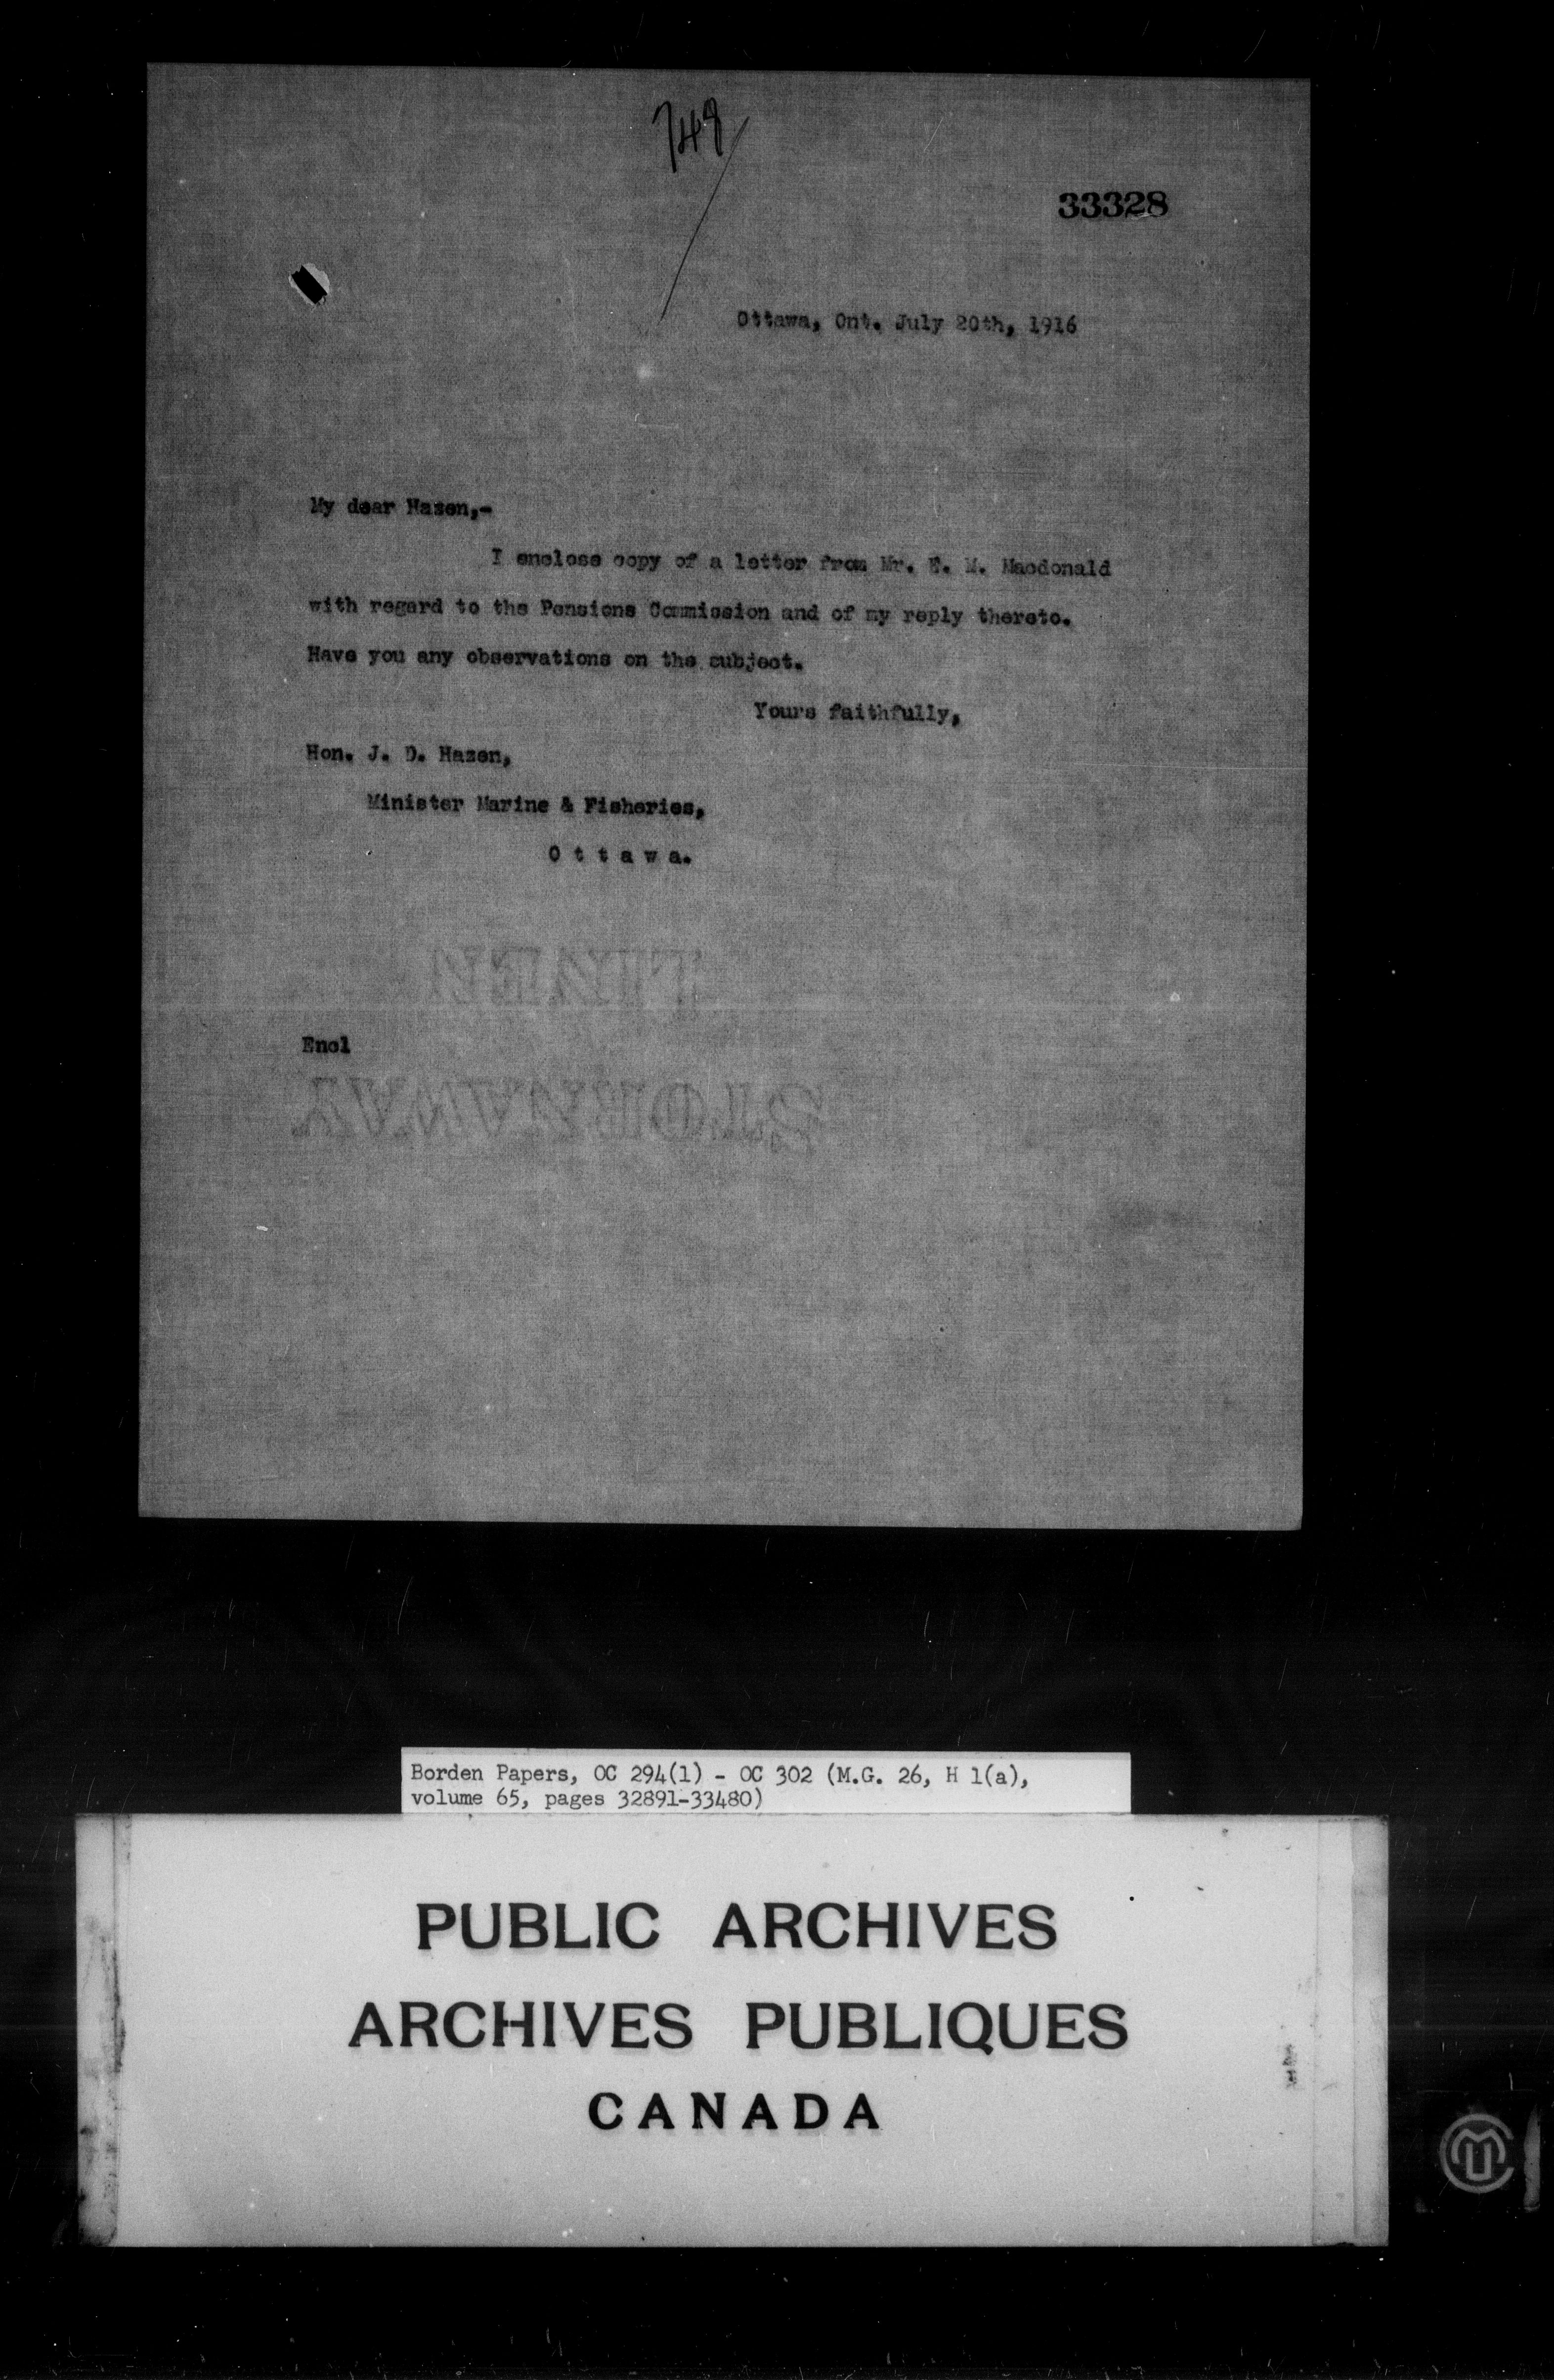 748
33328
Ottawa, Ont. July 20th, 1916
My dear Hazen,-
I enclose copy of a letter from Mr. E. M. Macdonald
with regard to the Pensions Commission and of my reply thereto.
Have you any observations on the subject.
Yours faithfully,
Hon. J. D. Hazen,
Minister Marine & Fisheries,
O t t a w a.
LINEN
Encl
STORNAWAY
Borden Papers, OC 294(1) - OC 302 (M.G. 26, H 1(a),
volume 65, pages 32891-33480)
PUBLIC ARCHIVES
ARCHIVES PUBLIQUES
CANADA